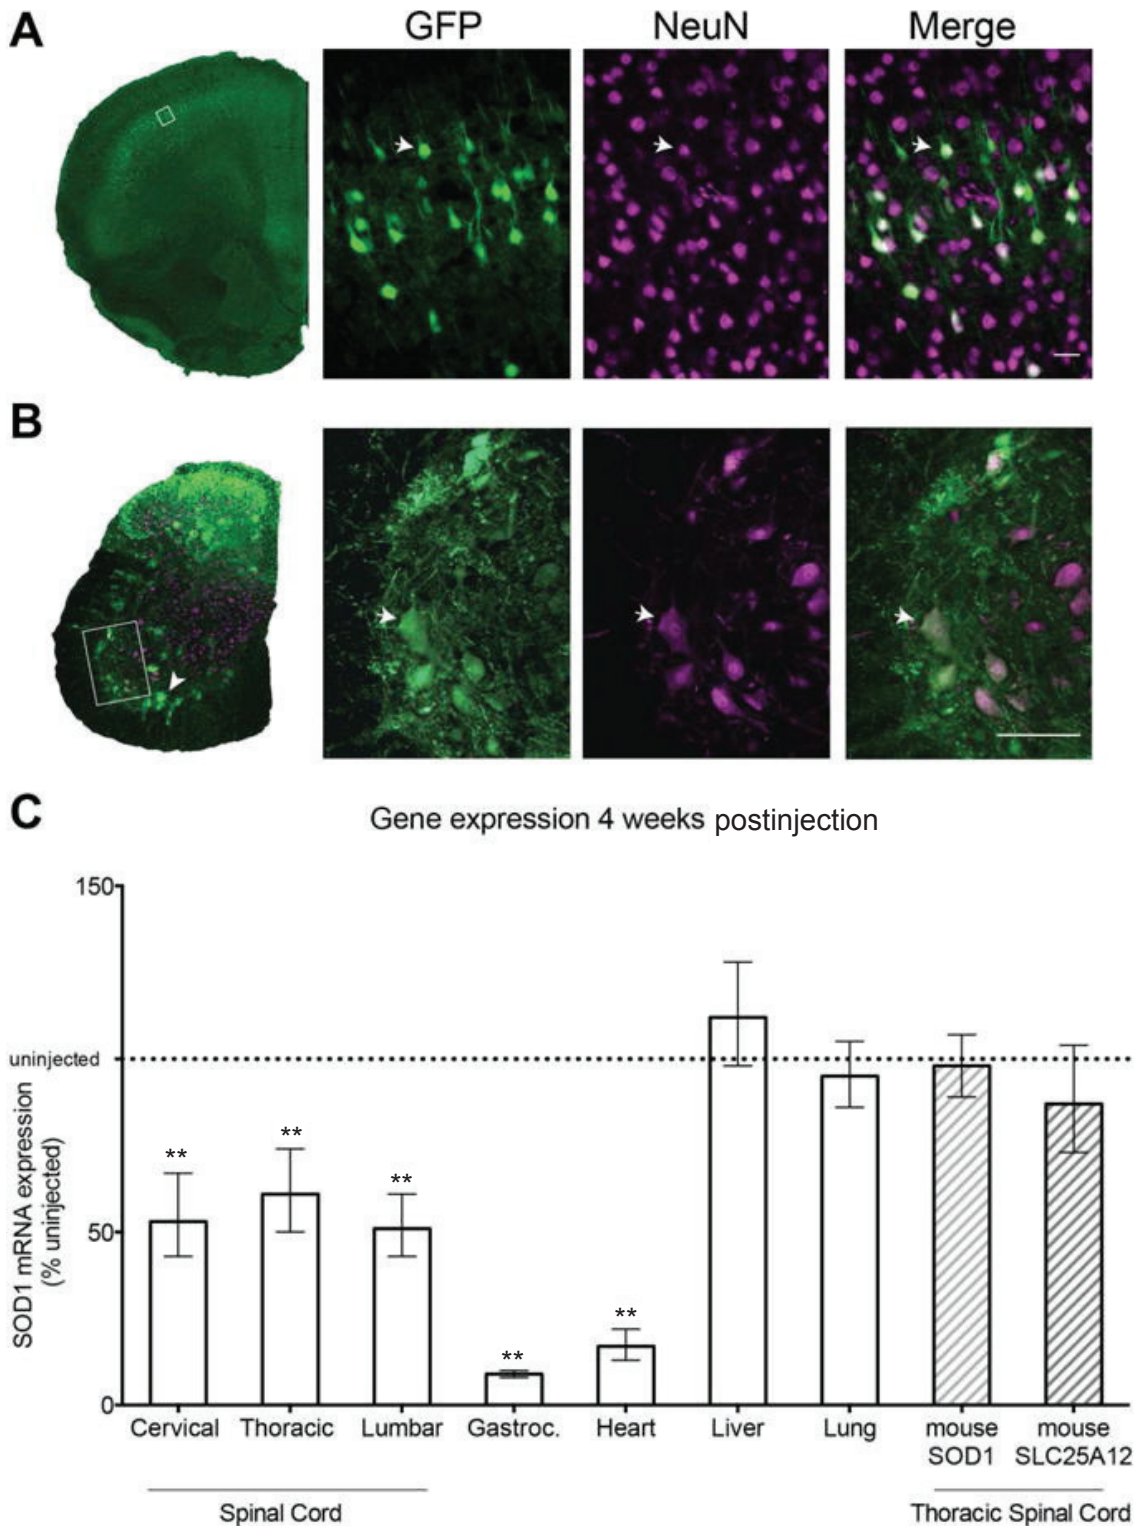 A
GFP
NeuN
Merge
B
C
Gene expression 4 weeks postinjection
SOD1 mRNA expression
(% uninjected)
150
uninjected
50
0
**
**
**
**
**
Cervical
Thoracic
Lumbar
Gastroc.
Heart
Liver
Lung
mouse
SOD1
mouse
SLC25A12
Spinal Cord
Thoracic Spinal Cord